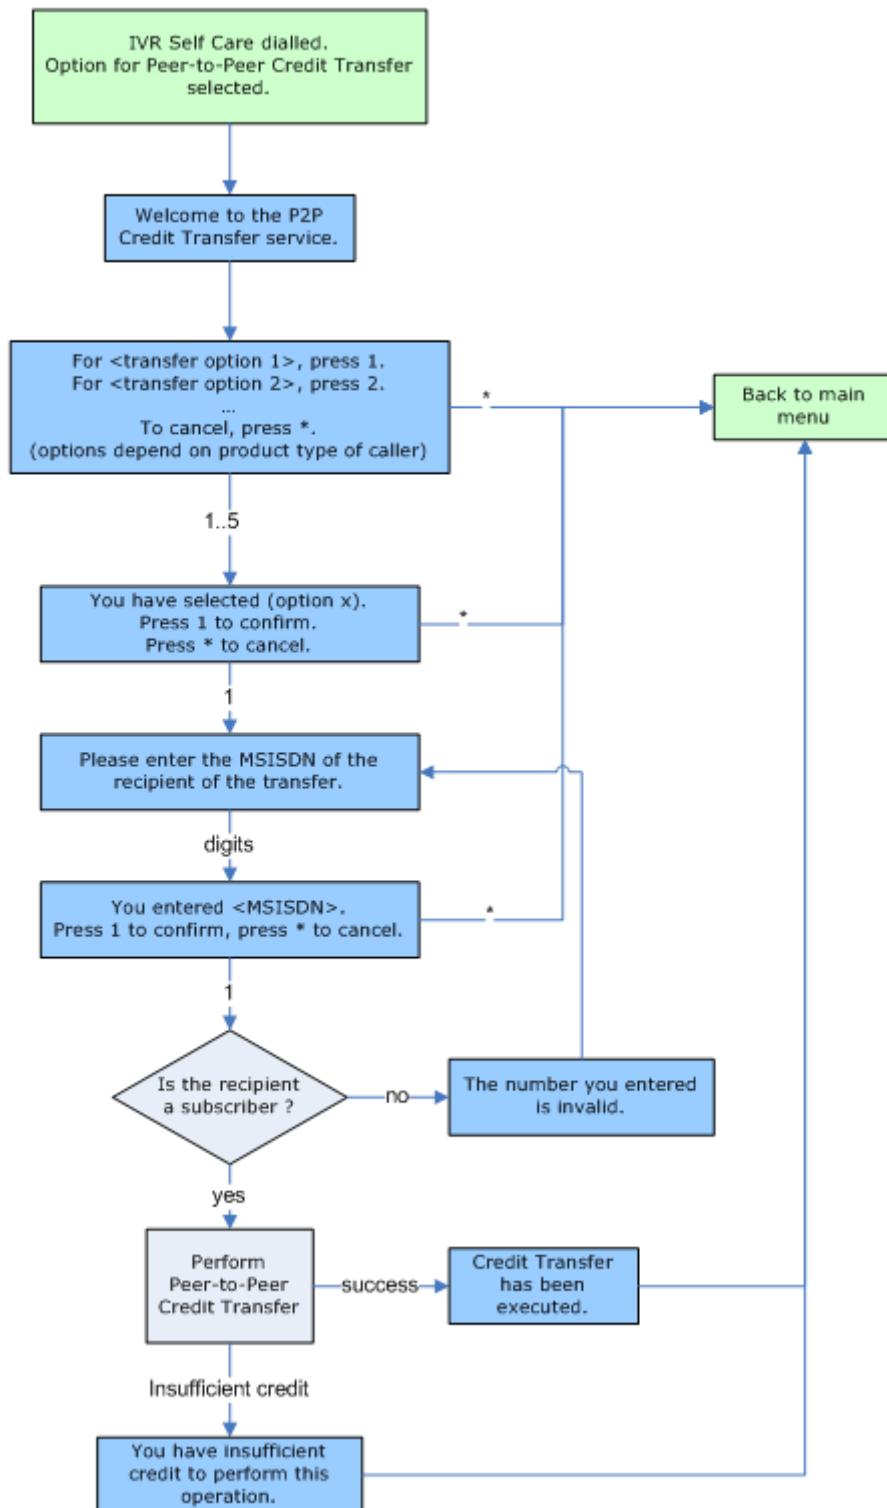 IVR Self Care dialled.
Option for Peer-to-Peer Credit Transfer
selected.
Welcome to the P2P
Credit Transfer service.
For <transfer option 1>, press 1.
For <transfer option 2>, press 2.
...
To cancel, press *.
(options depend on product type of caller)
*
Back to main
menu
1..5
You have selected (option x).
Press 1 to confirm.
Press * to cancel.
*
1
Please enter the MSISDN of the
recipient of the transfer.
digits
You entered <MSISDN>.
Press 1 to confirm, press * to cancel.
*
1
Is the recipient
a subscriber ?
no
The number you entered
is invalid.
yes
Perform
Peer-to-Peer
Credit Transfer
success
Credit Transfer
has been
executed.
Insufficient credit
You have insufficient
credit to perform this
operation.